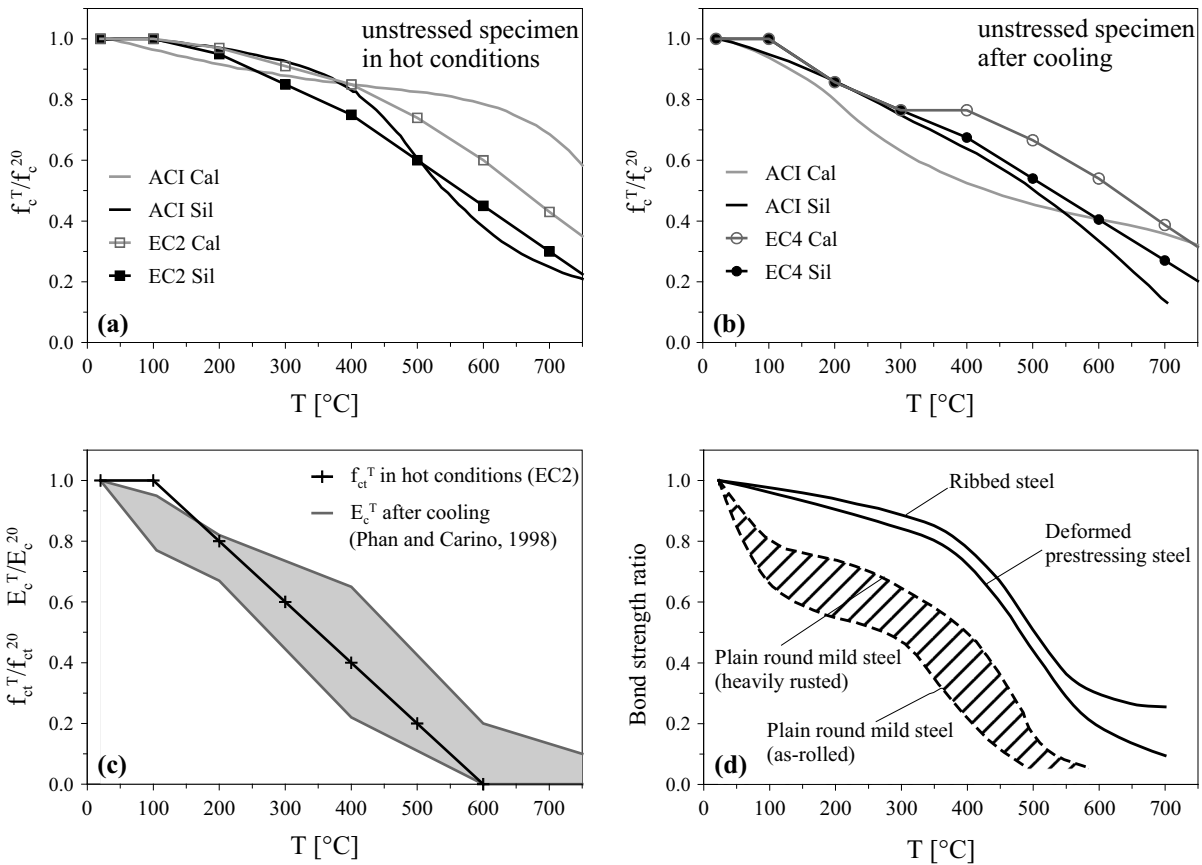 unstressed specimen
in hot conditions
1.0
0.8
0.6
0.4
0.2
0.0
f_c^T/f_c^20
ACI Cal
ACI Sil
EC2 Cal
EC2 Sil
(a)
0 100 200 300 400 500 600 700
T [°C]
unstressed specimen
after cooling
1.0
0.8
0.6
0.4
0.2
0.0
f_c^T/f_c^20
ACI Cal
ACI Sil
EC4 Cal
EC4 Sil
(b)
0 100 200 300 400 500 600 700
T [°C]
1.0
0.8
0.6
0.4
0.2
0.0
f_ct^T/f_ct^20 E_c^T/E_c^20
f_ct^T in hot conditions (EC2)
E_c^T after cooling
(Phan and Carino, 1998)
(c)
0 100 200 300 400 500 600 700
T [°C]
1.0
0.8
0.6
0.4
0.2
0.0
Bond strength ratio
Ribbed steel
Deformed
prestressing steel
Plain round mild steel
(heavily rusted)
Plain round mild steel
(as-rolled)
(d)
0 100 200 300 400 500 600 700
T [°C]